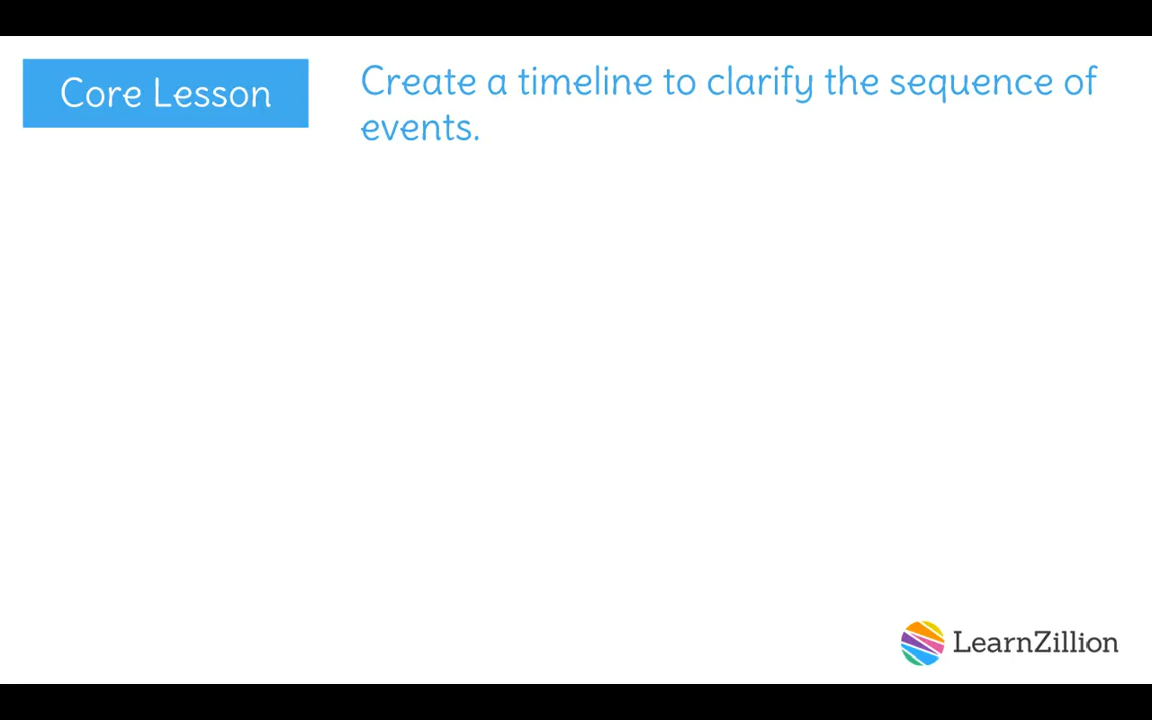 Core Lesson
Create a timeline to clarify the sequence of
events.
LearnZillion